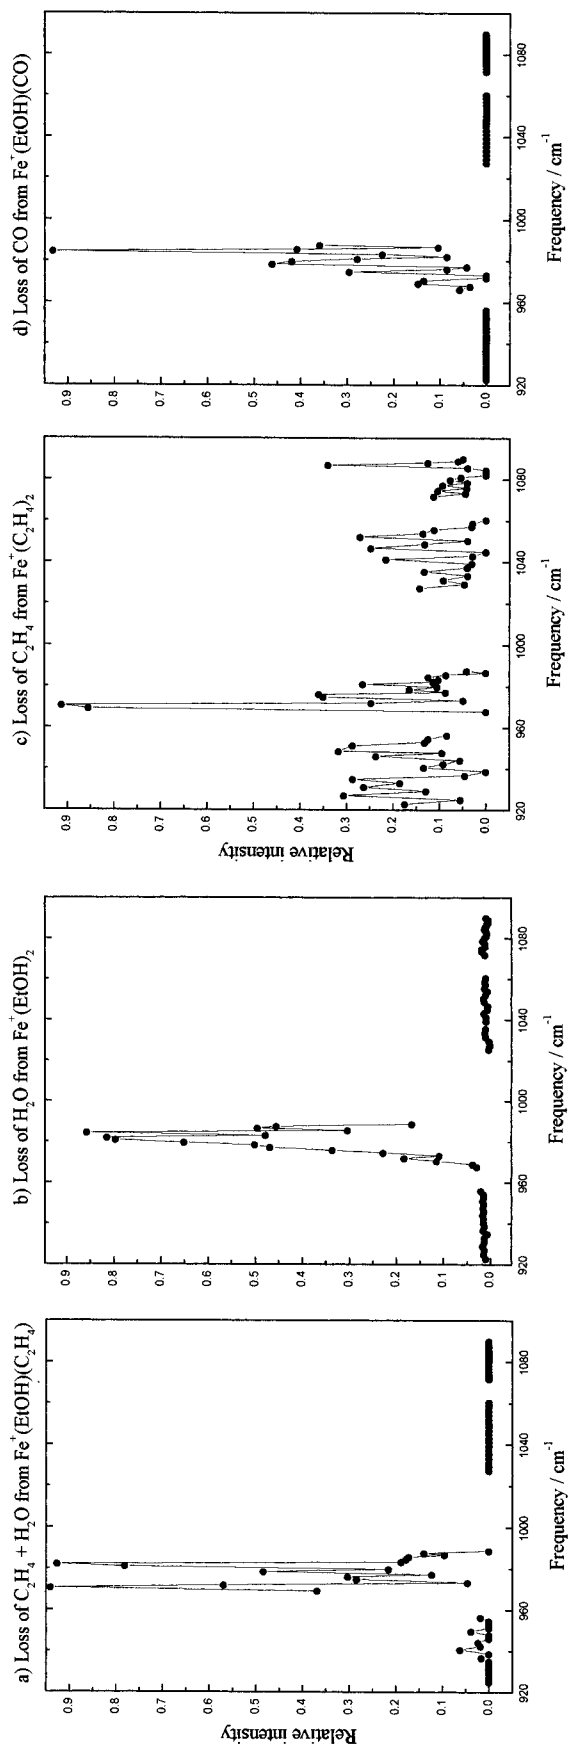 a) Loss of C₂H₄ + H₂O from Fe⁺(EtOH)(C₂H₄)
Relative intensity
0.9
0.8
0.7
0.6
0.5
0.4
0.3
0.2
0.1
0.0
920 960 1000 1040 1080
Frequency / cm⁻¹
b) Loss of H₂O from Fe⁺(EtOH)₂
0.9
0.8
0.7
0.6
0.5
0.4
0.3
0.2
0.1
0.0
920 960 1000 1040 1080
Frequency / cm⁻¹
c) Loss of C₂H₄ from Fe⁺(C₂H₄)₂
Relative intensity
0.9
0.8
0.7
0.6
0.5
0.4
0.3
0.2
0.1
0.0
920 960 1000 1040 1080
Frequency / cm⁻¹
d) Loss of CO from Fe⁺(EtOH)(CO)
0.9
0.8
0.7
0.6
0.5
0.4
0.3
0.2
0.1
0.0
920 960 1000 1040 1080
Frequency / cm⁻¹